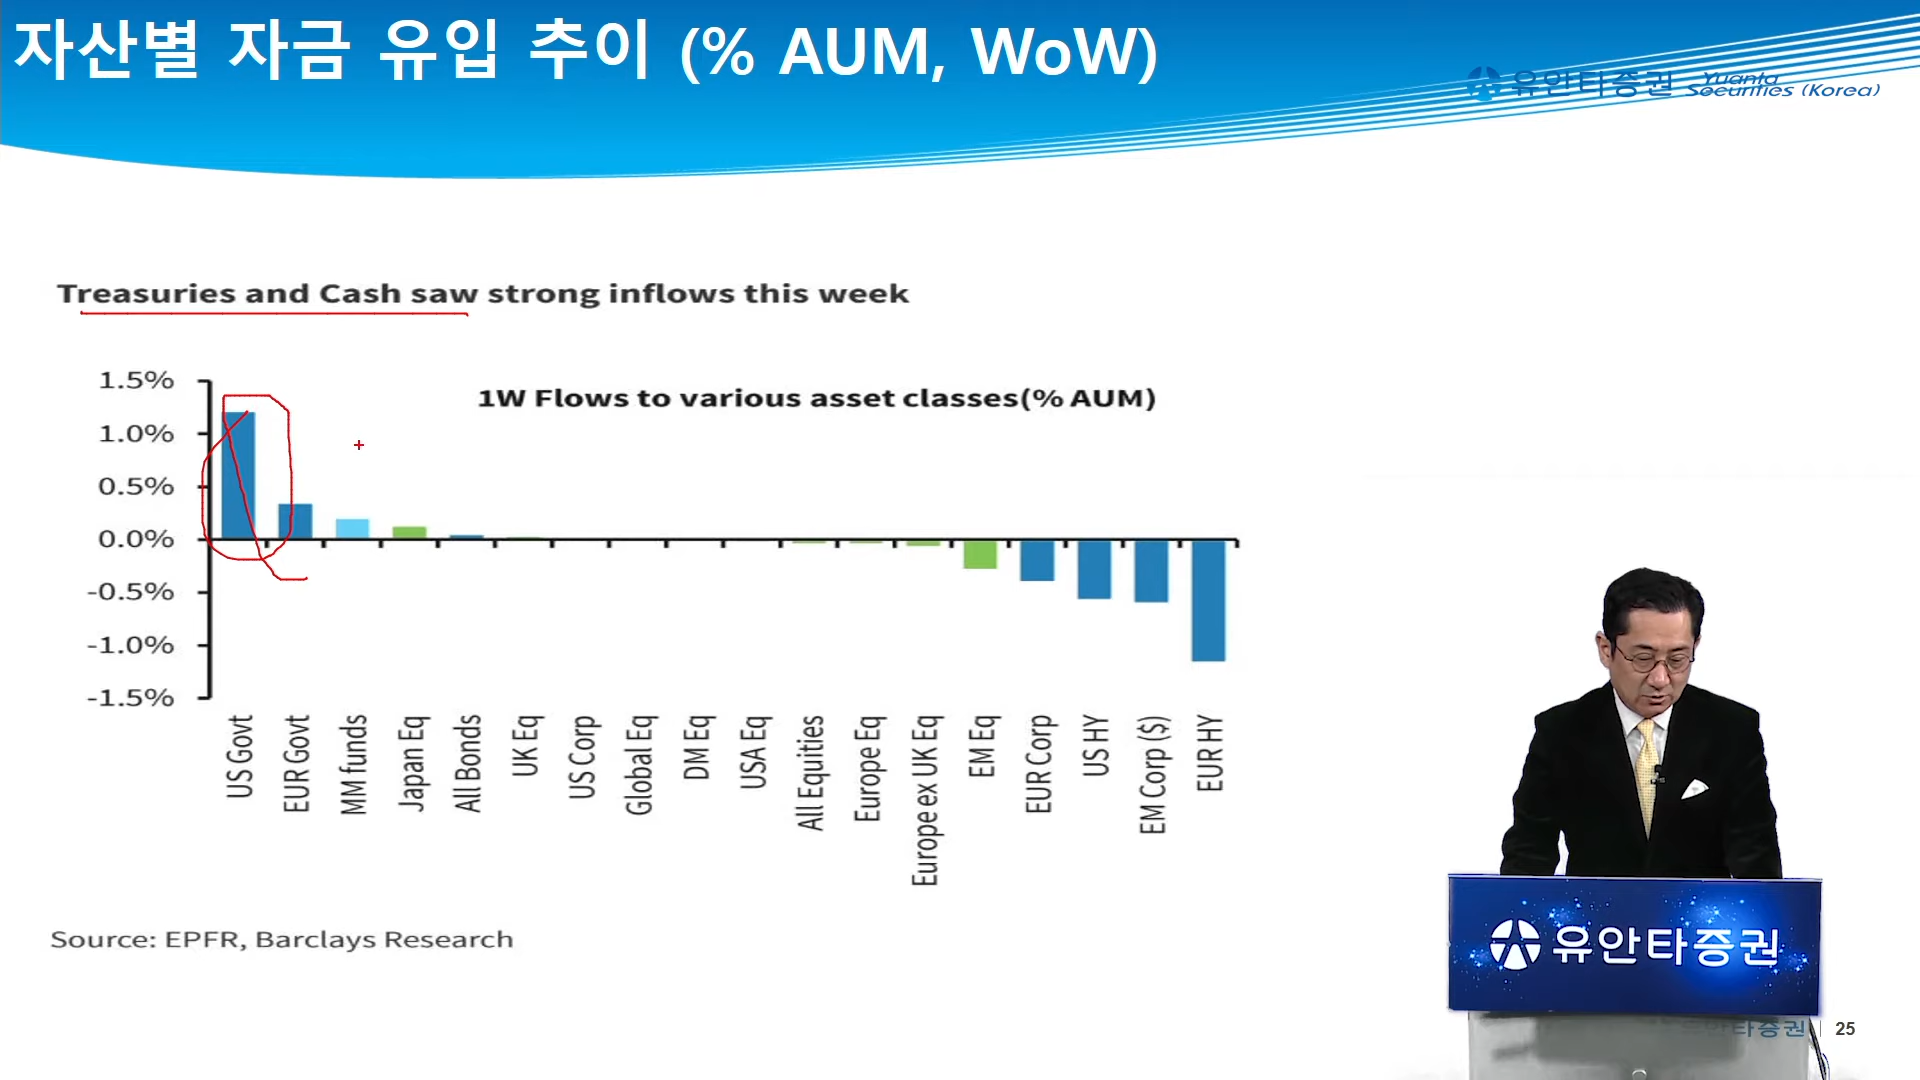 자산별 자금 유입 추이 (% AUM, WoW)
유안타증권 Yuanta Securities (Korea)
Treasuries and Cash saw strong inflows this week
1W Flows to various asset classes(% AUM)
1.5%
1.0%
0.5%
0.0%
-0.5%
-1.0%
-1.5%
US Govt
EUR Govt
MM funds
Japan Eq
All Bonds
UK Eq
US Corp
Global Eq
DM Eq
USA Eq
All Equities
Europe Eq
Europe ex UK Eq
EM Eq
EUR Corp
US HY
EM Corp ($)
EUR HY
Source: EPFR, Barclays Research
유안타증권
유안타증권 25